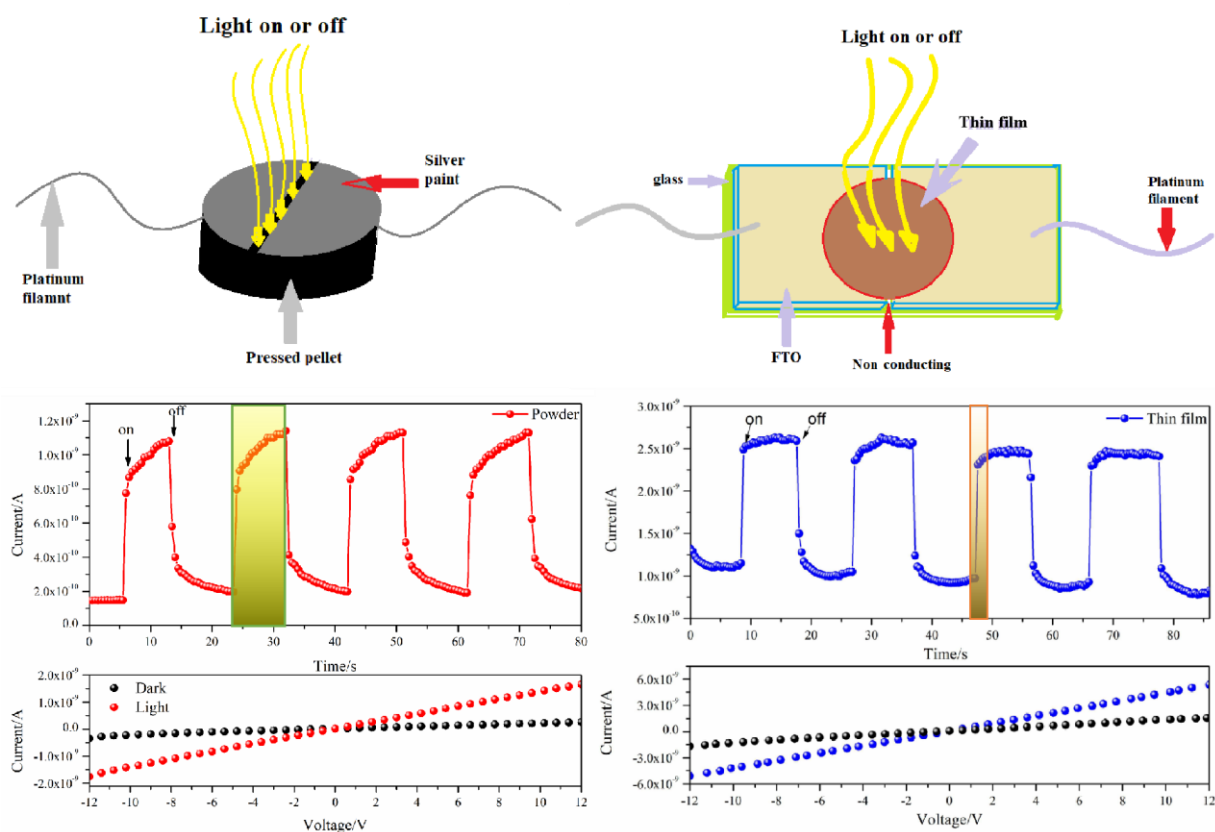 Light on or off
Silver
paint
Platinum
filamnt
Pressed pellet
Light on or off
Thin film
glass
Platinum
filament
FTO
Non conducting
1.2x10⁻⁹
1.0x10⁻⁹
8.0x10⁻¹⁰
6.0x10⁻¹⁰
4.0x10⁻¹⁰
2.0x10⁻¹⁰
0.0
Current/A
on
off
Powder
0 10 20 30 40 50 60 70 80
Time/s
2.0x10⁻⁹
1.0x10⁻⁹
0.0
-1.0x10⁻⁹
-2.0x10⁻⁹
Current/A
Dark
Light
-12 -10 -8 -6 -4 -2 0 2 4 6 8 10 12
Voltage/V
3.0x10⁻⁹
2.5x10⁻⁹
2.0x10⁻⁹
1.5x10⁻⁹
1.0x10⁻⁹
5.0x10⁻¹⁰
Current/A
on
off
Thin film
0 10 20 30 40 50 60 70 80
Time/s
6.0x10⁻⁹
3.0x10⁻⁹
0.0
-3.0x10⁻⁹
-6.0x10⁻⁹
Current/A
-12 -10 -8 -6 -4 -2 0 2 4 6 8 10 12
Voltage/V